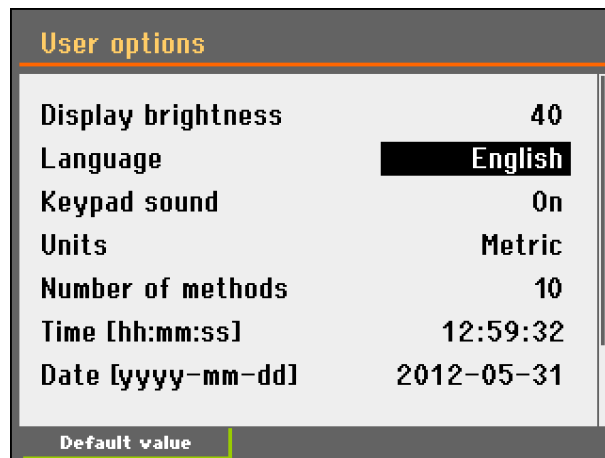 User options
Display brightness 40
Language English
Keypad sound On
Units Metric
Number of methods 10
Time [hh:mm:ss] 12:59:32
Date [yyyy-mm-dd] 2012-05-31
Default value